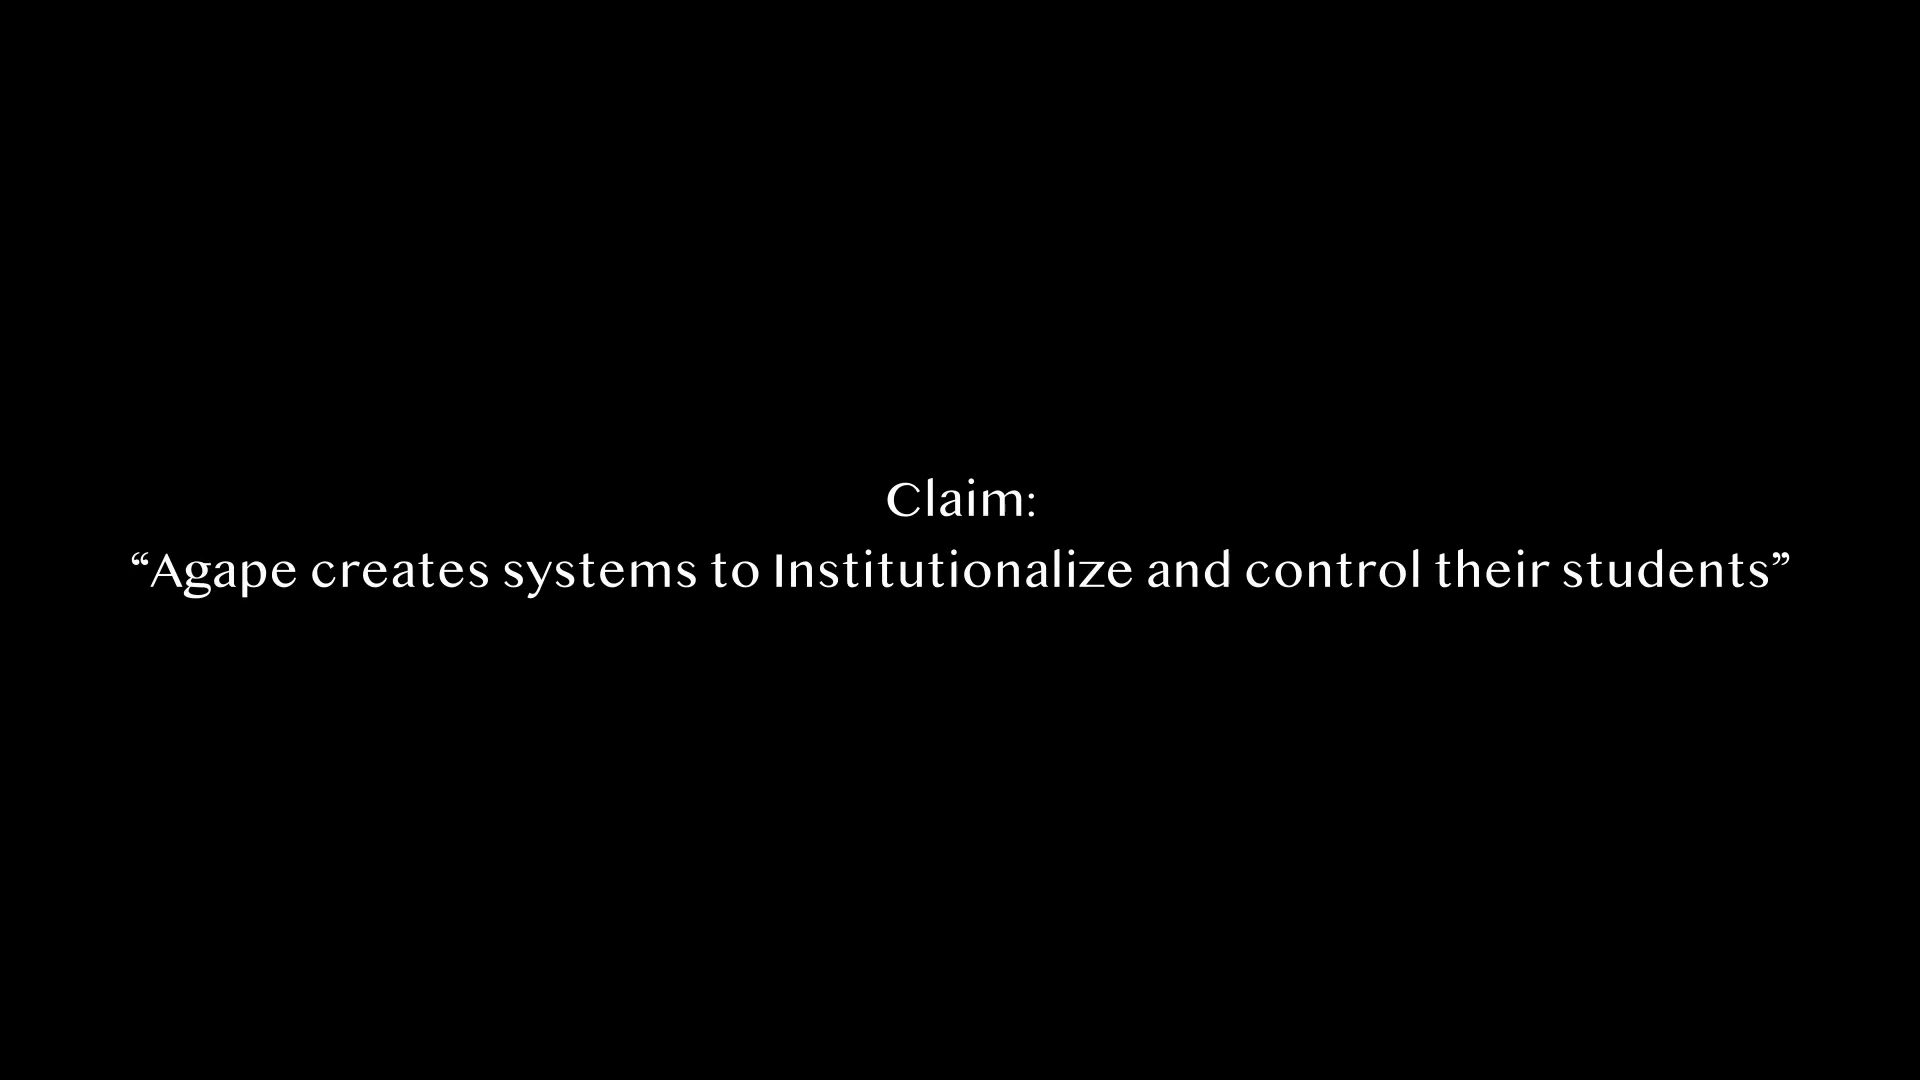 Claim:
“Agape creates systems to Institutionalize and control their students”